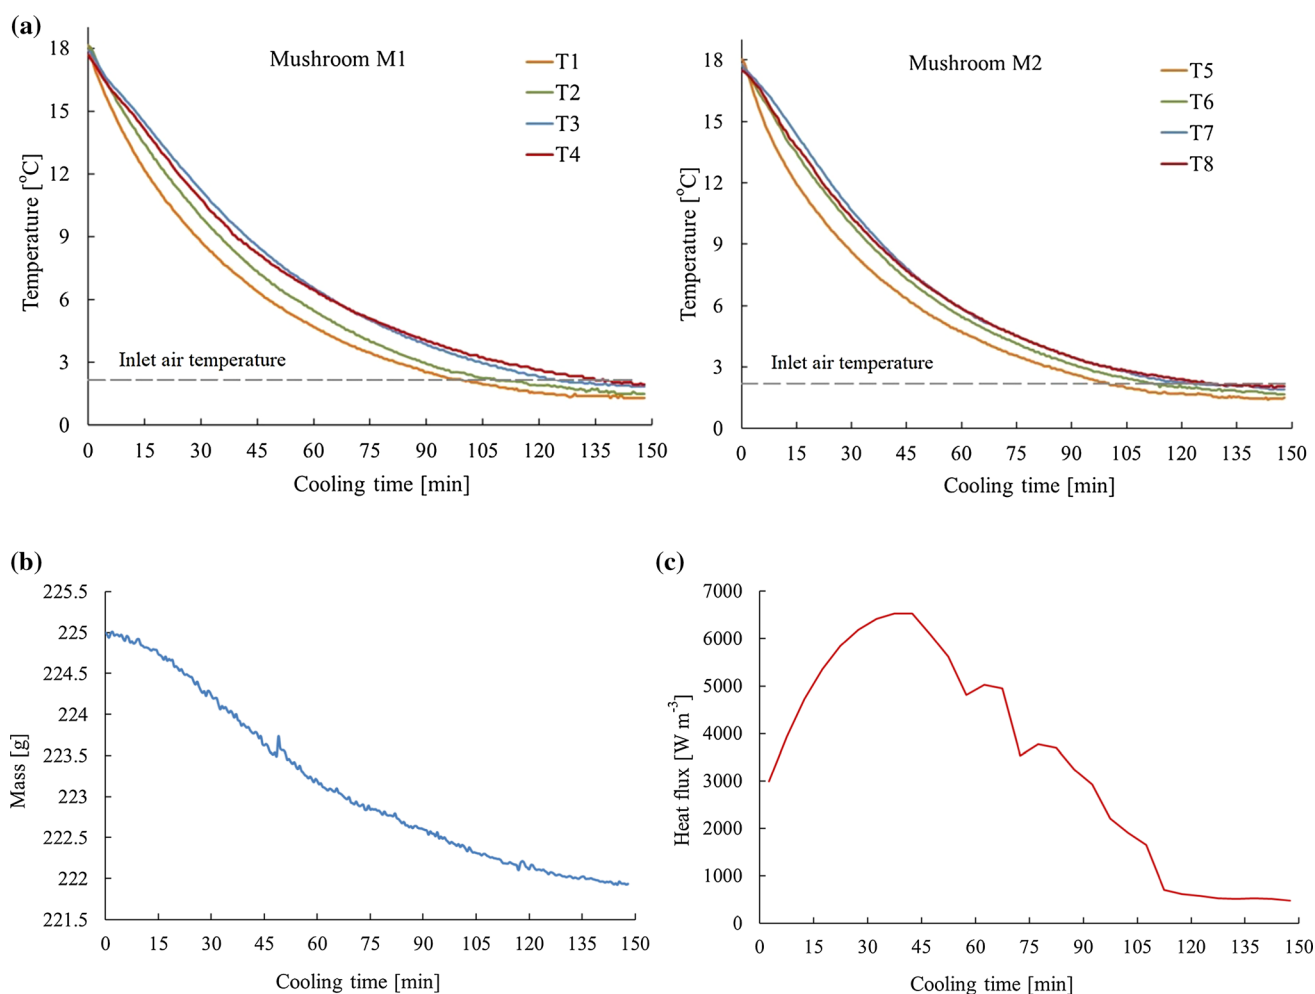 (a)
Mushroom M1
T1
T2
T3
T4
Temperature [°C]
18
15
12
9
6
3
0
Inlet air temperature
0 15 30 45 60 75 90 105 120 135 150
Cooling time [min]
Mushroom M2
T5
T6
T7
T8
Temperature [°C]
18
15
12
9
6
3
0
Inlet air temperature
0 15 30 45 60 75 90 105 120 135 150
Cooling time [min]
(b)
Mass [g]
225.5
225
224.5
224
223.5
223
222.5
222
221.5
0 15 30 45 60 75 90 105 120 135 150
Cooling time [min]
(c)
Heat flux [W m⁻³]
7000
6000
5000
4000
3000
2000
1000
0
0 15 30 45 60 75 90 105 120 135 150
Cooling time [min]